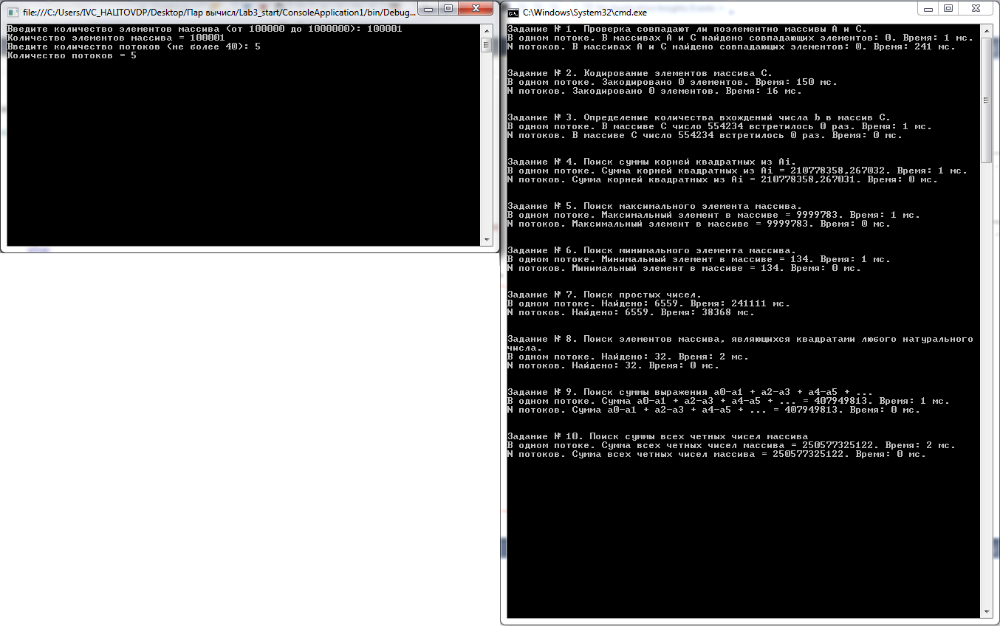 file:///C:/Users/IVC_HALITOVDP/Desktop/Пар вычисл/Lab3_start/ConsoleApplication1/bin/Debug...
Введите количество элементов массива (от 100000 до 1000000): 100001
Количество элементов массива = 100001
Введите количество потоков (не более 40): 5
Количество потоков = 5
C:\Windows\System32\cmd.exe
Задание № 1. Проверка совпадают ли поэлементно массивы A и C.
В одном потоке. В массивах A и C найдено совпадающих элементов: 0. Время: 1 мс.
N потоков. В массивах A и C найдено совпадающих элементов: 0. Время: 241 мс.
Задание № 2. Кодирование элементов массива C.
В одном потоке. Закодировано 0 элементов. Время: 150 мс.
N потоков. Закодировано 0 элементов. Время: 16 мс.
Задание № 3. Определение количества вхождений числа b в массив C.
В одном потоке. В массиве C число 554234 встретилось 0 раз. Время: 1 мс.
N потоков. В массиве C число 554234 встретилось 0 раз. Время: 0 мс.
Задание № 4. Поиск суммы корней квадратных из Ai.
В одном потоке. Сумма корней квадратных из Ai = 210778358,267032. Время: 1 мс.
N потоков. Сумма корней квадратных из Ai = 210778358,267031. Время: 0 мс.
Задание № 5. Поиск максимального элемента массива.
В одном потоке. Максимальный элемент в массиве = 9999783. Время: 1 мс.
N потоков. Максимальный элемент в массиве = 9999783. Время: 0 мс.
Задание № 6. Поиск минимального элемента массива.
В одном потоке. Минимальный элемент в массиве = 134. Время: 1 мс.
N потоков. Минимальный элемент в массиве = 134. Время: 0 мс.
Задание № 7. Поиск простых чисел.
В одном потоке. Найдено: 6559. Время: 241111 мс.
N потоков. Найдено: 6559. Время: 38368 мс.
Задание № 8. Поиск элементов массива, являющихся квадратами любого натурального
числа.
В одном потоке. Найдено: 32. Время: 2 мс.
N потоков. Найдено: 32. Время: 0 мс.
Задание № 9. Поиск суммы выражения a0-a1 + a2-a3 + a4-a5 + ...
В одном потоке. Сумма a0-a1 + a2-a3 + a4-a5 + ... = 407949813. Время: 1 мс.
N потоков. Сумма a0-a1 + a2-a3 + a4-a5 + ... = 407949813. Время: 0 мс.
Задание № 10. Поиск суммы всех четных чисел массива
В одном потоке. Сумма всех четных чисел массива = 250577325122. Время: 2 мс.
N потоков. Сумма всех четных чисел массива = 250577325122. Время: 0 мс.